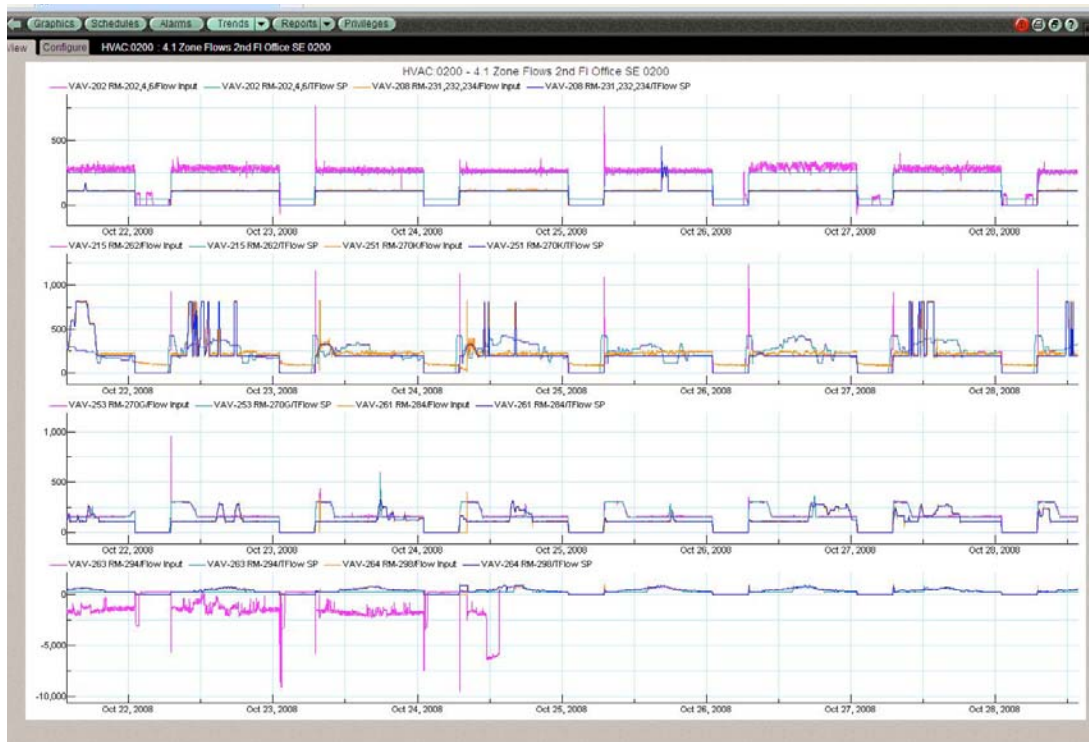 Graphics Schedules Alarms Trends Reports Privileges
View Configure HVAC:0200 : 4.1 Zone Flows 2nd Fl Office SE 0200
HVAC:0200 - 4.1 Zone Flows 2nd Fl Office SE 0200
VAV-202 RM-202,4,6/Flow Input VAV-202 RM-202,4,6/TFlow SP VAV-208 RM-231,232,234/Flow Input VAV-208 RM-231,232,234/TFlow SP
500
0
Oct 22, 2008 Oct 23, 2008 Oct 24, 2008 Oct 25, 2008 Oct 26, 2008 Oct 27, 2008 Oct 28, 2008
VAV-215 RM-262/Flow Input VAV-215 RM-262/TFlow SP VAV-251 RM-270K/Flow Input VAV-251 RM-270K/TFlow SP
1,000
500
0
Oct 22, 2008 Oct 23, 2008 Oct 24, 2008 Oct 25, 2008 Oct 26, 2008 Oct 27, 2008 Oct 28, 2008
VAV-253 RM-270G/Flow Input VAV-253 RM-270G/TFlow SP VAV-261 RM-284/Flow Input VAV-261 RM-284/TFlow SP
1,000
500
0
Oct 22, 2008 Oct 23, 2008 Oct 24, 2008 Oct 25, 2008 Oct 26, 2008 Oct 27, 2008 Oct 28, 2008
VAV-263 RM-294/Flow Input VAV-263 RM-294/TFlow SP VAV-264 RM-298/Flow Input VAV-264 RM-298/TFlow SP
0
-5,000
-10,000
Oct 22, 2008 Oct 23, 2008 Oct 24, 2008 Oct 25, 2008 Oct 26, 2008 Oct 27, 2008 Oct 28, 2008